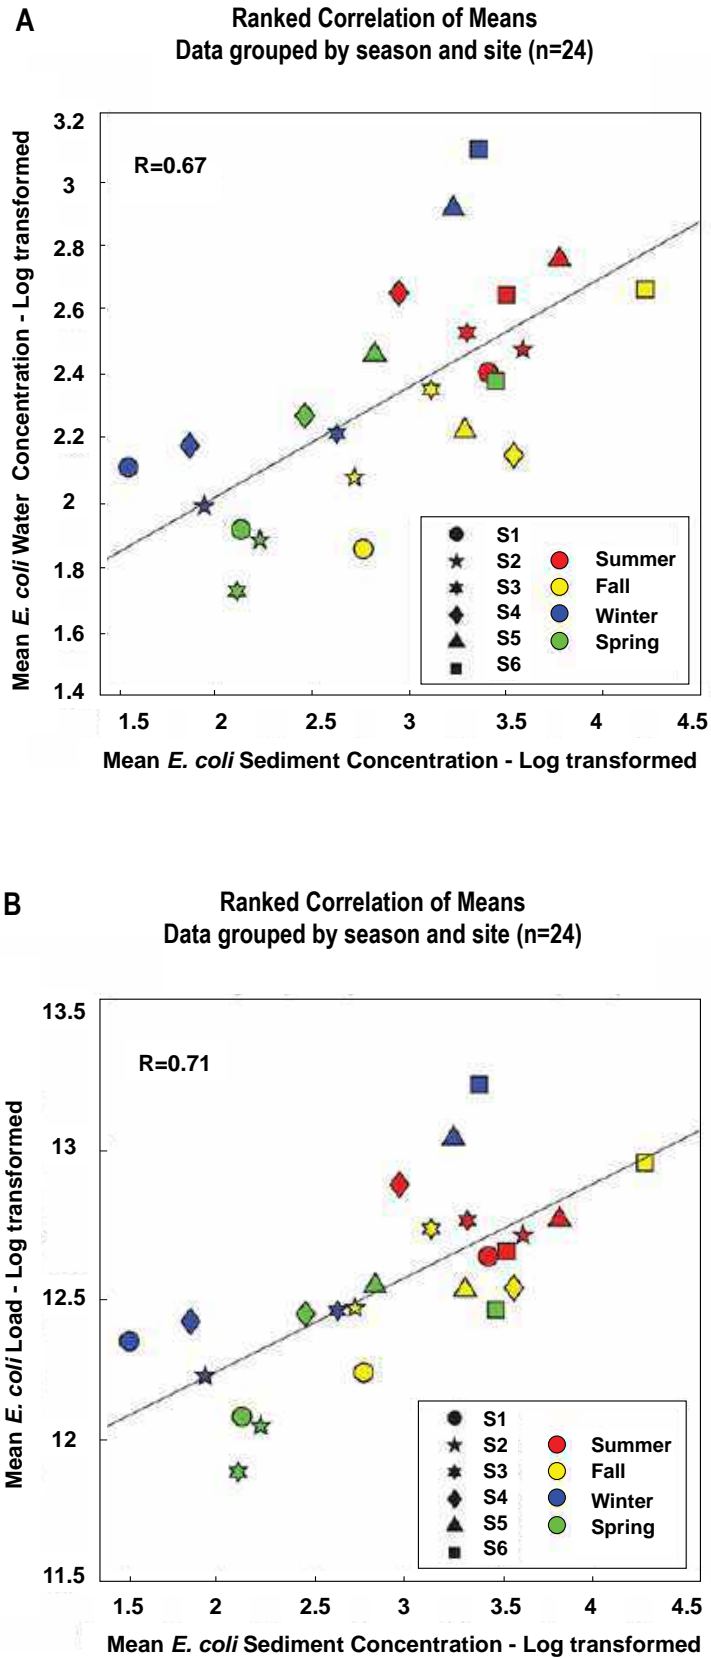 A
Ranked Correlation of Means
Data grouped by season and site (n=24)
R=0.67
3.2
3
2.8
2.6
2.4
2.2
2
1.8
1.6
1.4
Mean E. coli Water Concentration - Log transformed
S1
S2
S3
S4
S5
S6
Summer
Fall
Winter
Spring
1.5 2 2.5 3 3.5 4 4.5
Mean E. coli Sediment Concentration - Log transformed
B
Ranked Correlation of Means
Data grouped by season and site (n=24)
R=0.71
13.5
13
12.5
12
11.5
Mean E. coli Load - Log transformed
S1
S2
S3
S4
S5
S6
Summer
Fall
Winter
Spring
1.5 2 2.5 3 3.5 4 4.5
Mean E. coli Sediment Concentration - Log transformed